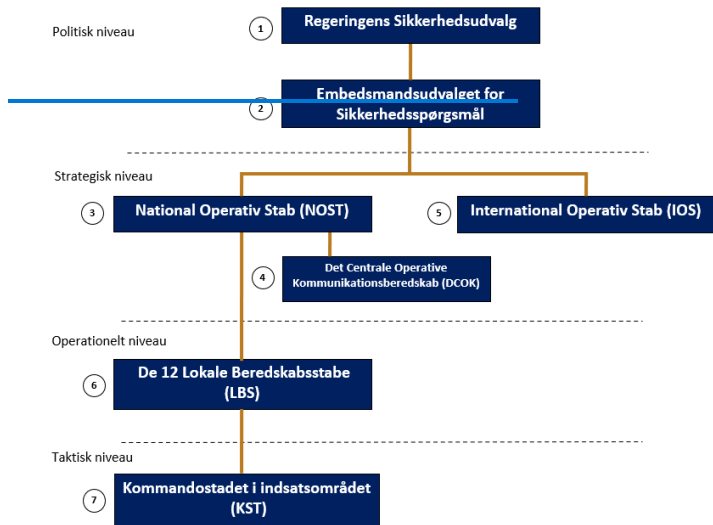 Politisk niveau
1
Regeringens Sikkerhedsudvalg
2
Embedsmandsudvalget for
Sikkerhedsspørgsmål
Strategisk niveau
3
National Operativ Stab (NOST)
5
International Operativ Stab (IOS)
4
Det Centrale Operative
Kommunikationsberedskab (DCOK)
Operationelt niveau
6
De 12 Lokale Beredskabsstabe
(LBS)
Taktisk niveau
7
Kommandostadet i indsatsområdet
(KST)